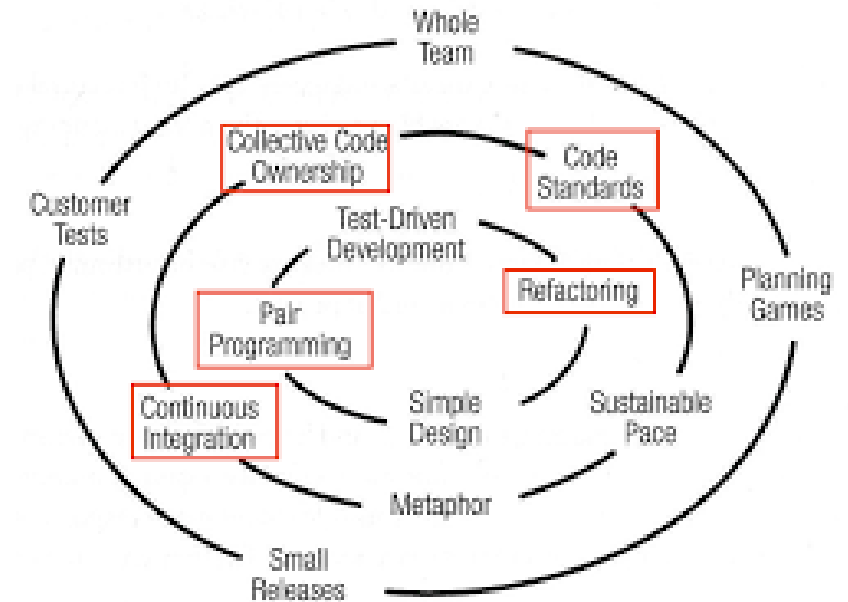 Whole
Team
Collective Code
Ownership
Code
Standards
Customer
Tests
Test-Driven
Development
Planning
Games
Refactoring
Pair
Programming
Continuous
Integration
Simple
Design
Sustainable
Pace
Metaphor
Small
Releases